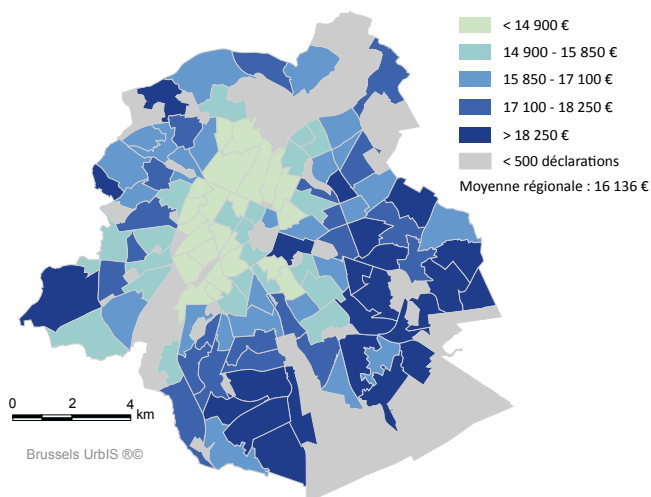 < 14 900 €
14 900 - 15 850 €
15 850 - 17 100 €
17 100 - 18 250 €
> 18 250 €
< 500 déclarations
Moyenne régionale : 16 136 €
0 2 4
km
Brussels UrbIS ®©